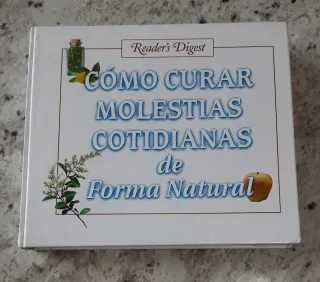 Reader's Digest
CÓMO CURAR
MOLESTIAS
COTIDIANAS
de
Forma Natural